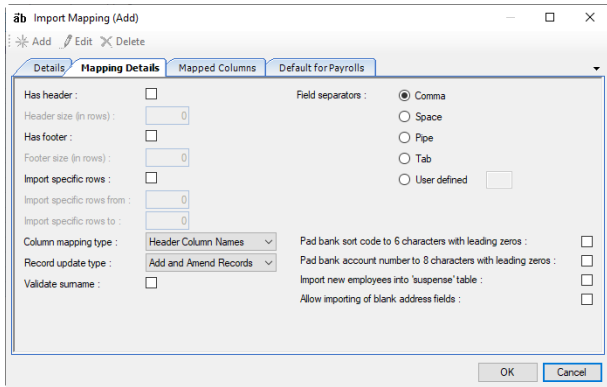 äb Import Mapping (Add)
Add Edit Delete
Details Mapping Details Mapped Columns Default for Payrolls
Has header : Field separators : Comma
Header size (in rows) : 0 Space
Has footer : Pipe
Footer size (in rows) : 0 Tab
Import specific rows : User defined
Import specific rows from : 0
Import specific rows to : 0
Column mapping type : Header Column Names Pad bank sort code to 6 characters with leading zeros :
Record update type : Add and Amend Records Pad bank account number to 8 characters with leading zeros :
Validate surname : Import new employees into 'suspense' table :
Allow importing of blank address fields :
OK Cancel